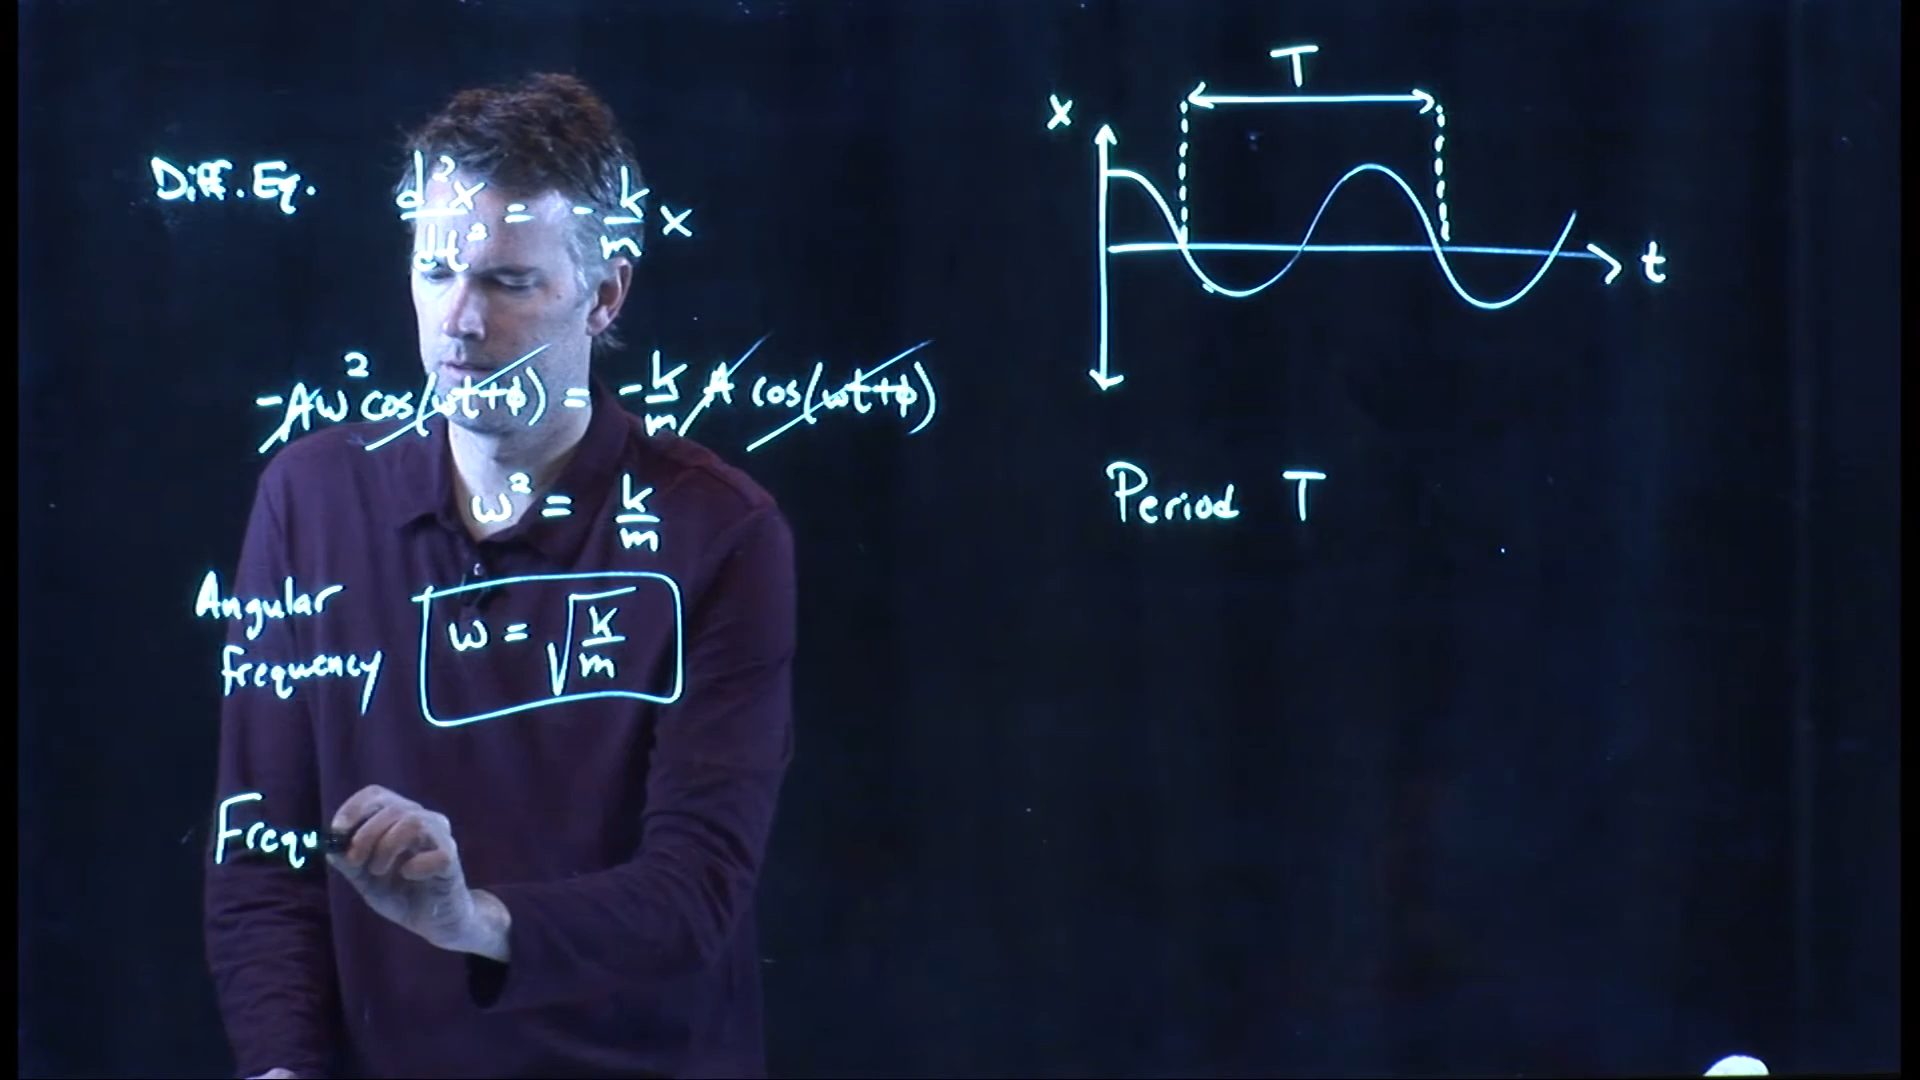 Diff. Eq. d²x/dt² = -k/m x
-Aω² cos(ωt+φ) = -k/m A cos(ωt+φ)
ω² = k/m
Angular
frequency
ω = √k/m
Frequ
T
x
t
Period T